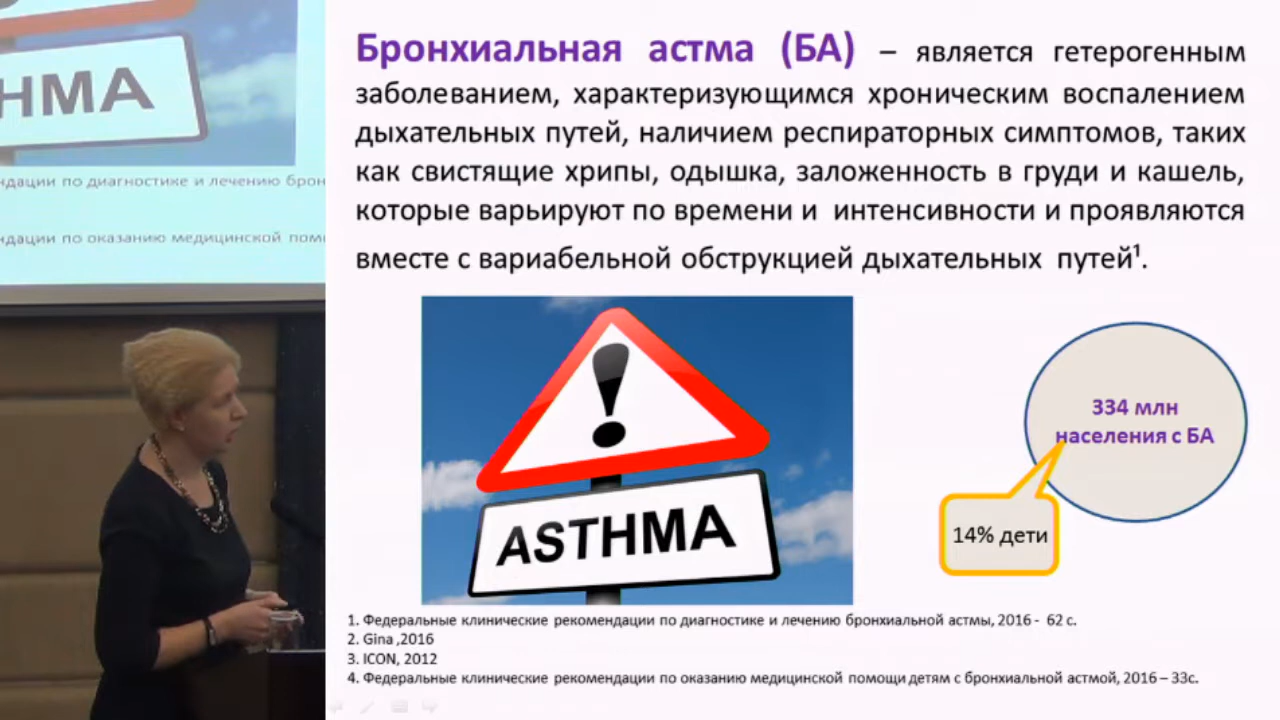 НМА
ндации по диагностике и лечению брон
ндации по оказанию медицинской пом
Бронхиальная астма (БА) – является гетерогенным
заболеванием, характеризующимся хроническим воспалением
дыхательных путей, наличием респираторных симптомов, таких
как свистящие хрипы, одышка, заложенность в груди и кашель,
которые варьируют по времени и интенсивности и проявляются
вместе с вариабельной обструкцией дыхательных путей¹.
ASTHMA
334 млн
населения с БА
14% дети
1. Федеральные клинические рекомендации по диагностике и лечению бронхиальной астмы, 2016 - 62 с.
2. Gina ,2016
3. ICON, 2012
4. Федеральные клинические рекомендации по оказанию медицинской помощи детям с бронхиальной астмой, 2016 – 33с.